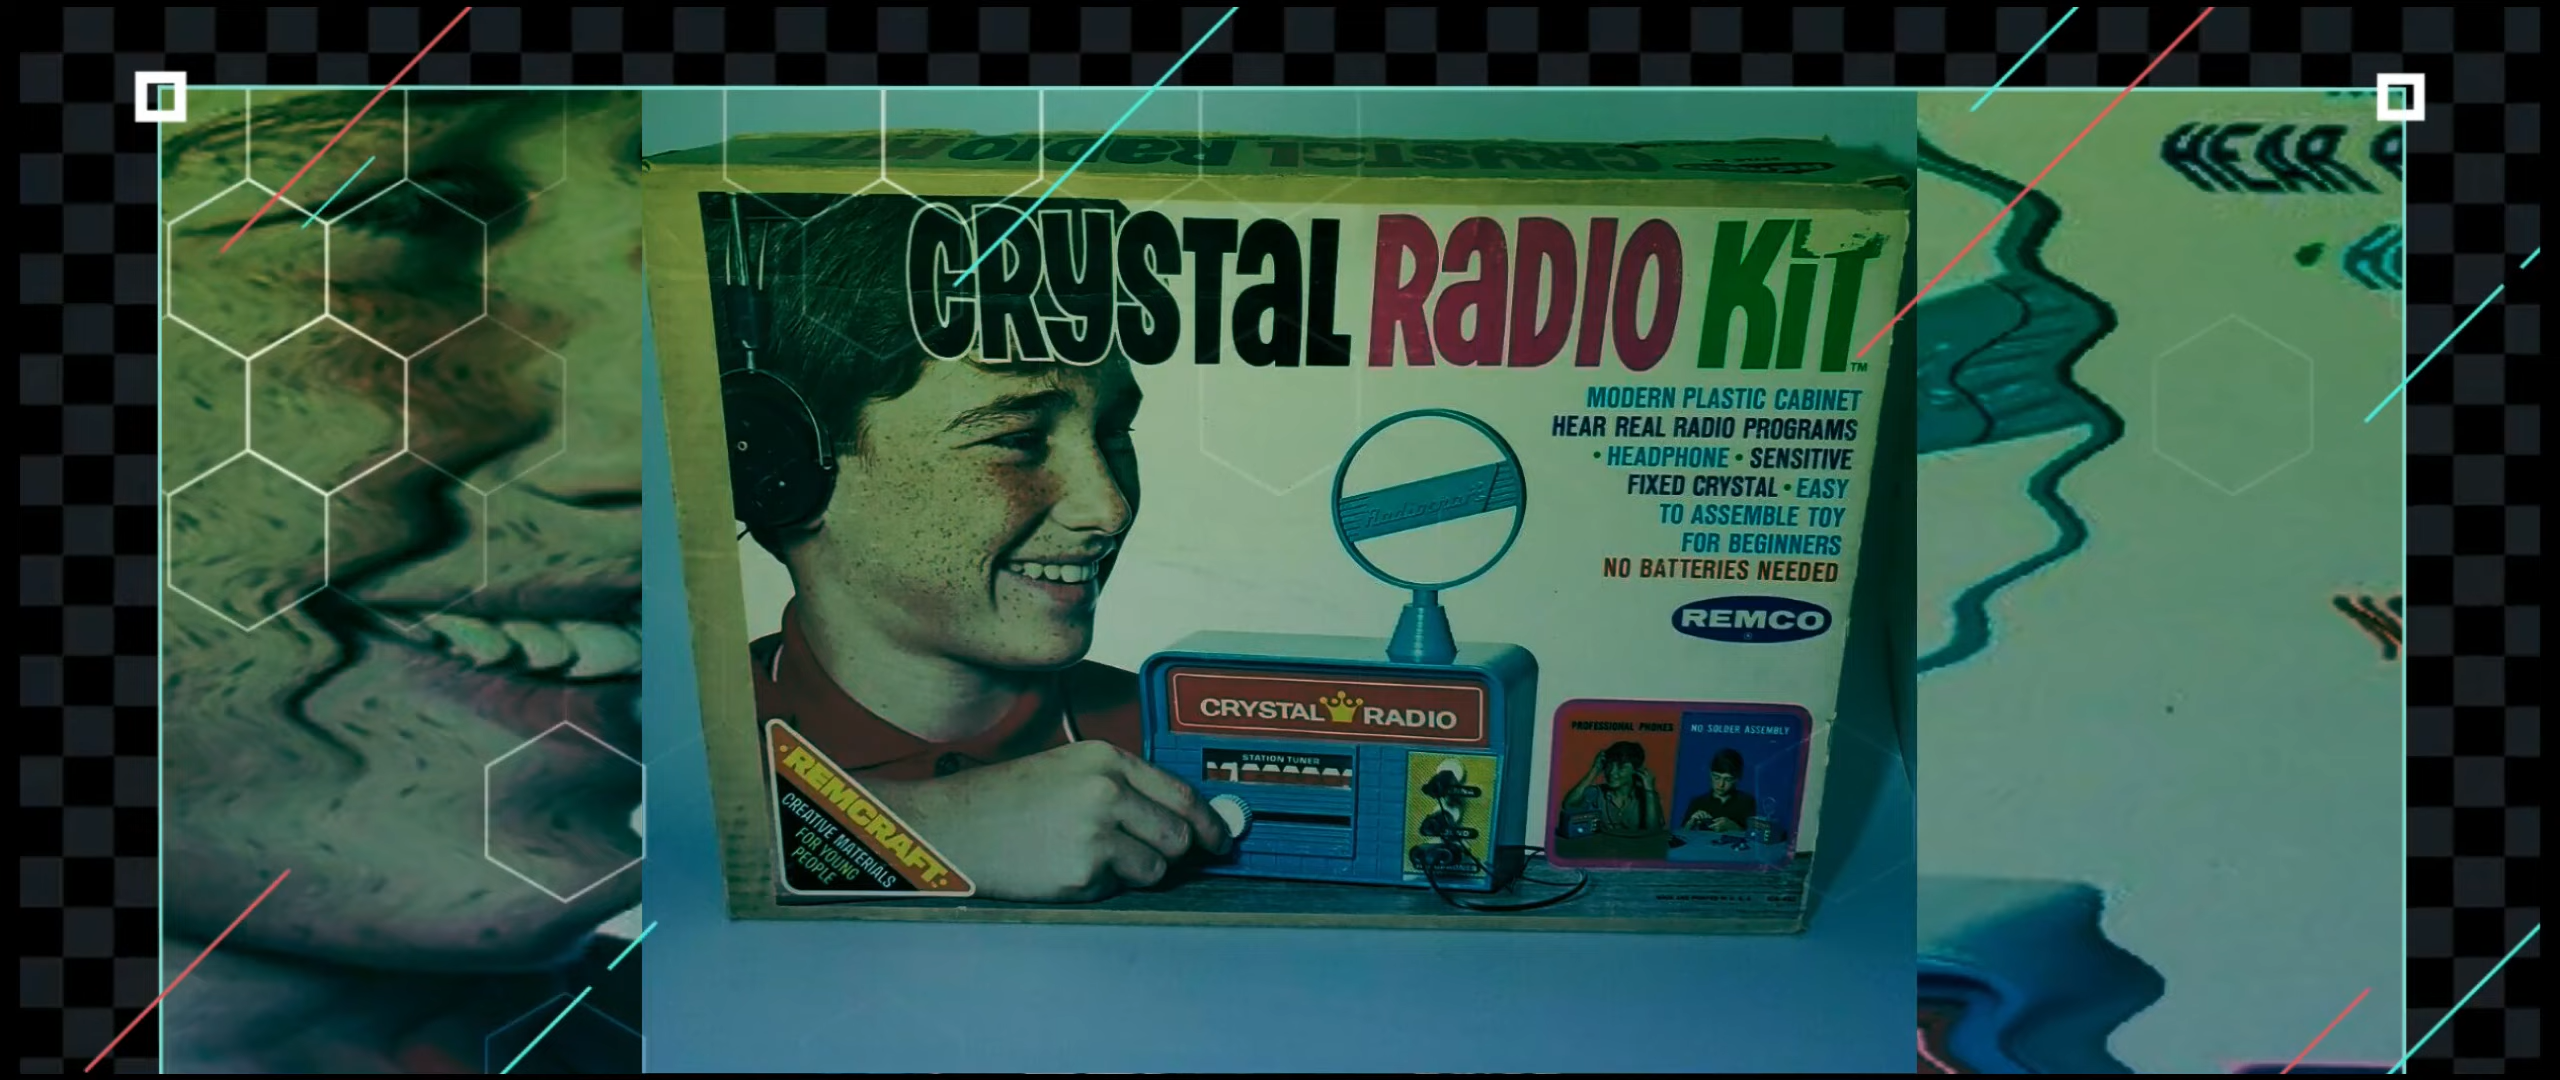 CRYSTAL RADIO KIT
CRYSTAL RADIO KIT™
MODERN PLASTIC CABINET
HEAR REAL RADIO PROGRAMS
• HEADPHONE • SENSITIVE
FIXED CRYSTAL • EASY
TO ASSEMBLE TOY
FOR BEGINNERS
NO BATTERIES NEEDED
REMCO
CRYSTAL RADIO
STATION TUNER
PROFESSIONAL PHONES
NO SOLDER ASSEMBLY
REMCRAFT
CREATIVE MATERIALS
FOR YOUNG
PEOPLE
HEAR